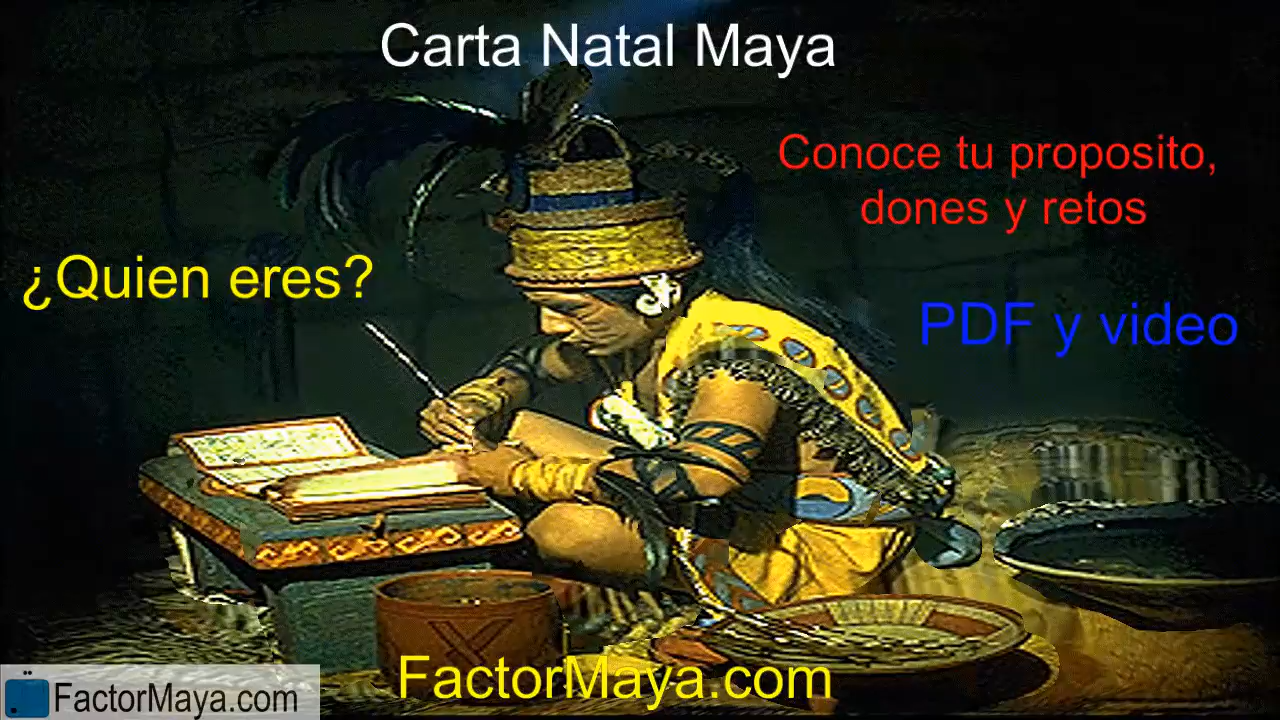 Carta Natal Maya
Conoce tu proposito,
dones y retos
¿Quien eres?
PDF y video
FactorMaya.com
FactorMaya.com